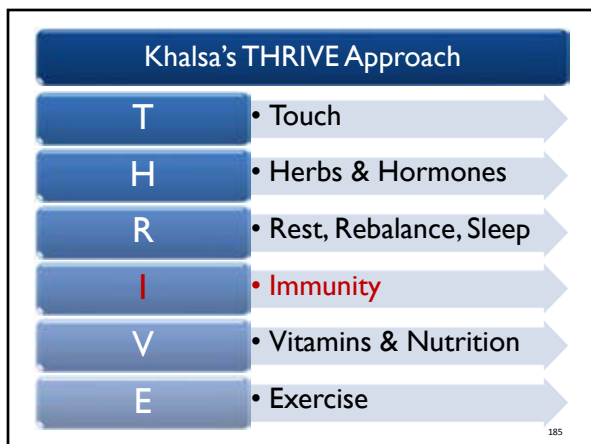 Khalsa's THRIVE Approach
T • Touch
H • Herbs & Hormones
R • Rest, Rebalance, Sleep
I • Immunity
V • Vitamins & Nutrition
E • Exercise
185